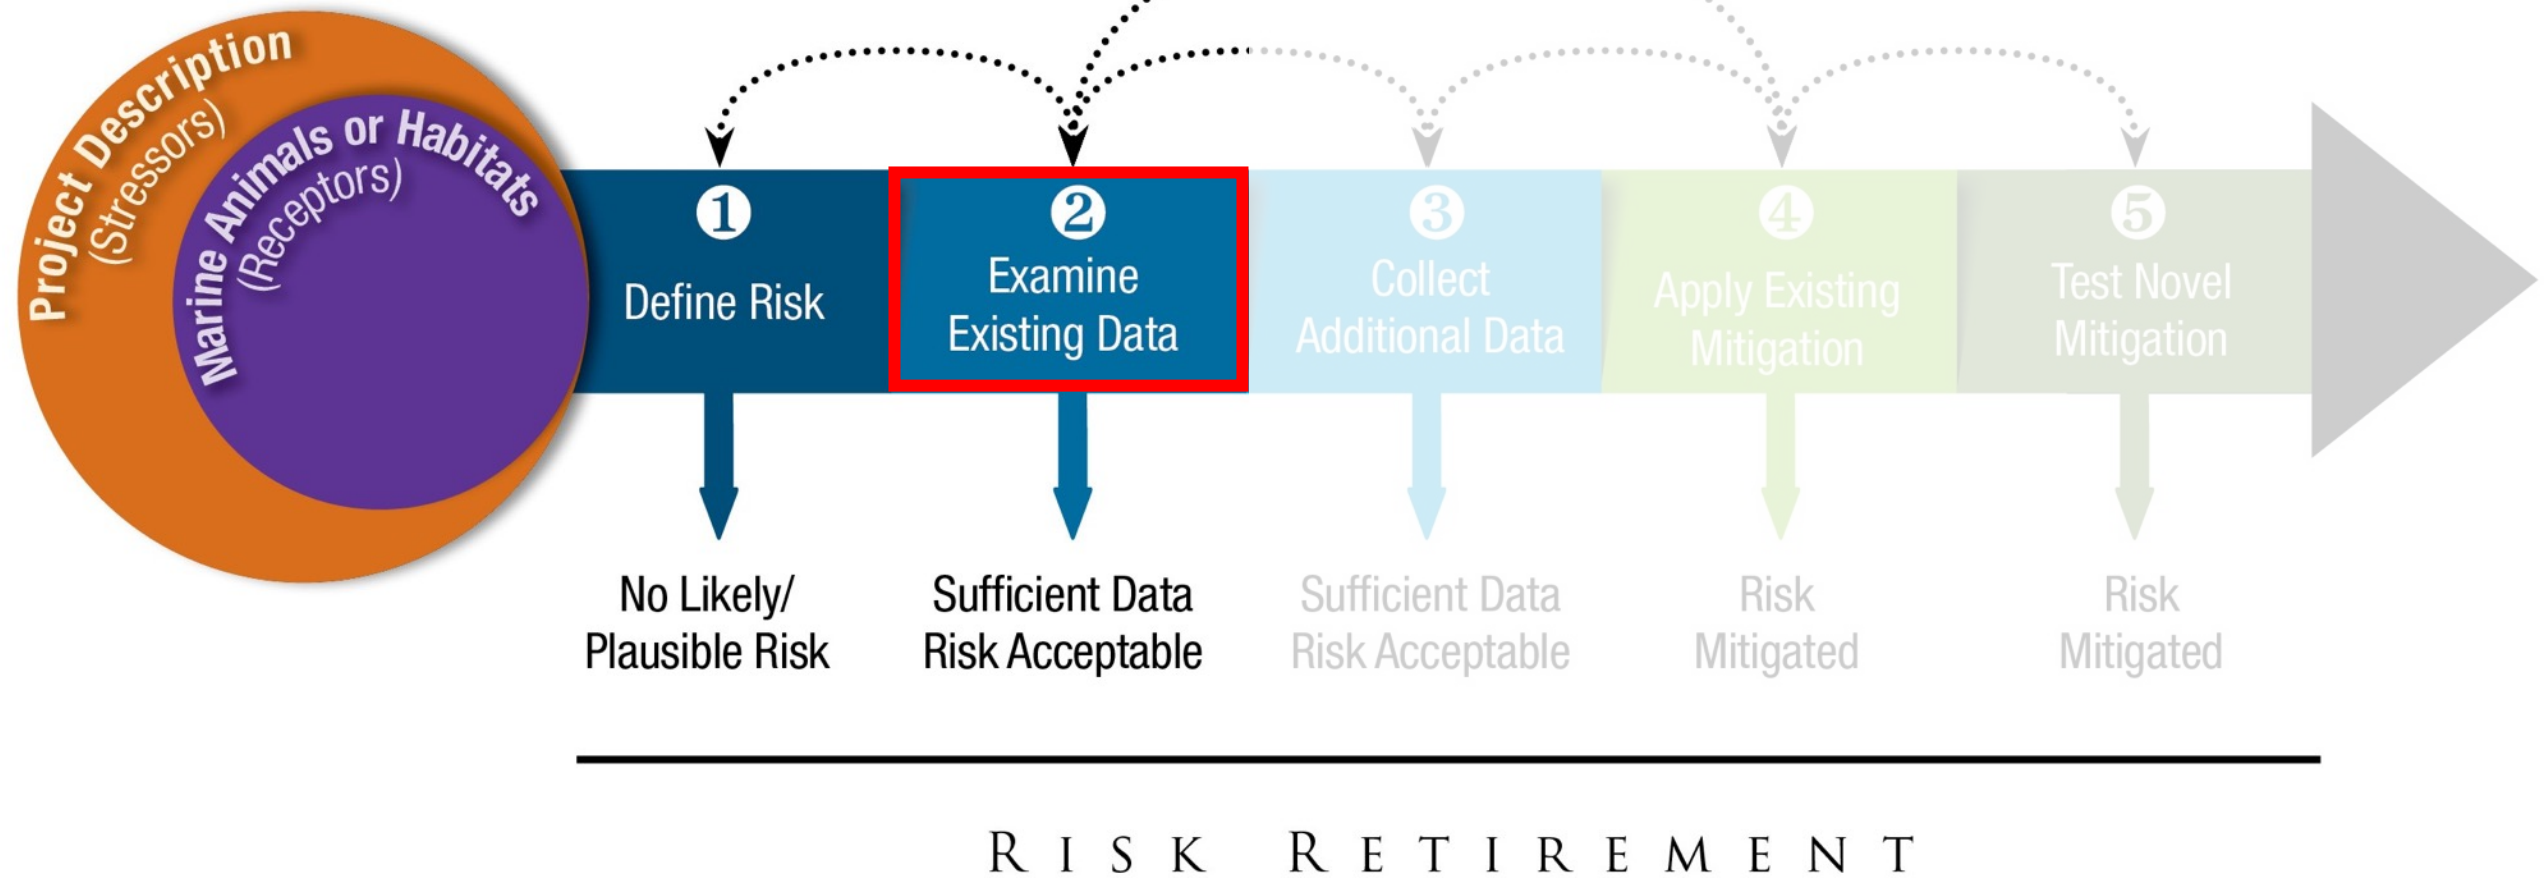 Project Description
(Stressors)
Marine Animals or Habitats
(Receptors)
1
Define Risk
2
Examine
Existing Data
3
Collect
Additional Data
4
Apply Existing
Mitigation
5
Test Novel
Mitigation
No Likely/
Plausible Risk
Sufficient Data
Risk Acceptable
Sufficient Data
Risk Acceptable
Risk
Mitigated
Risk
Mitigated
RISK RETIREMENT